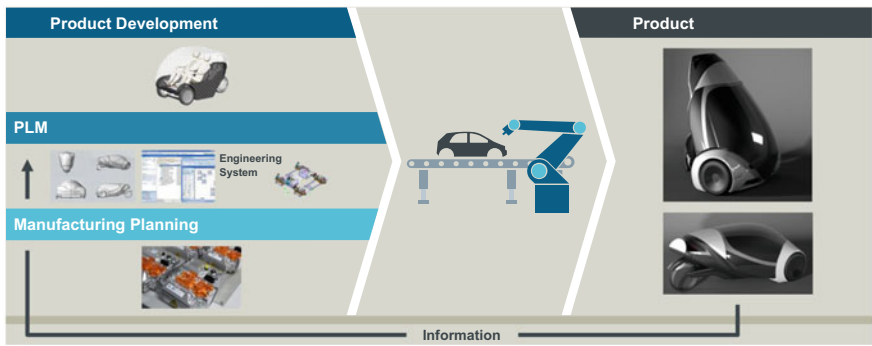 Product Development
Product
PLM
Engineering
System
Manufacturing Planning
Information